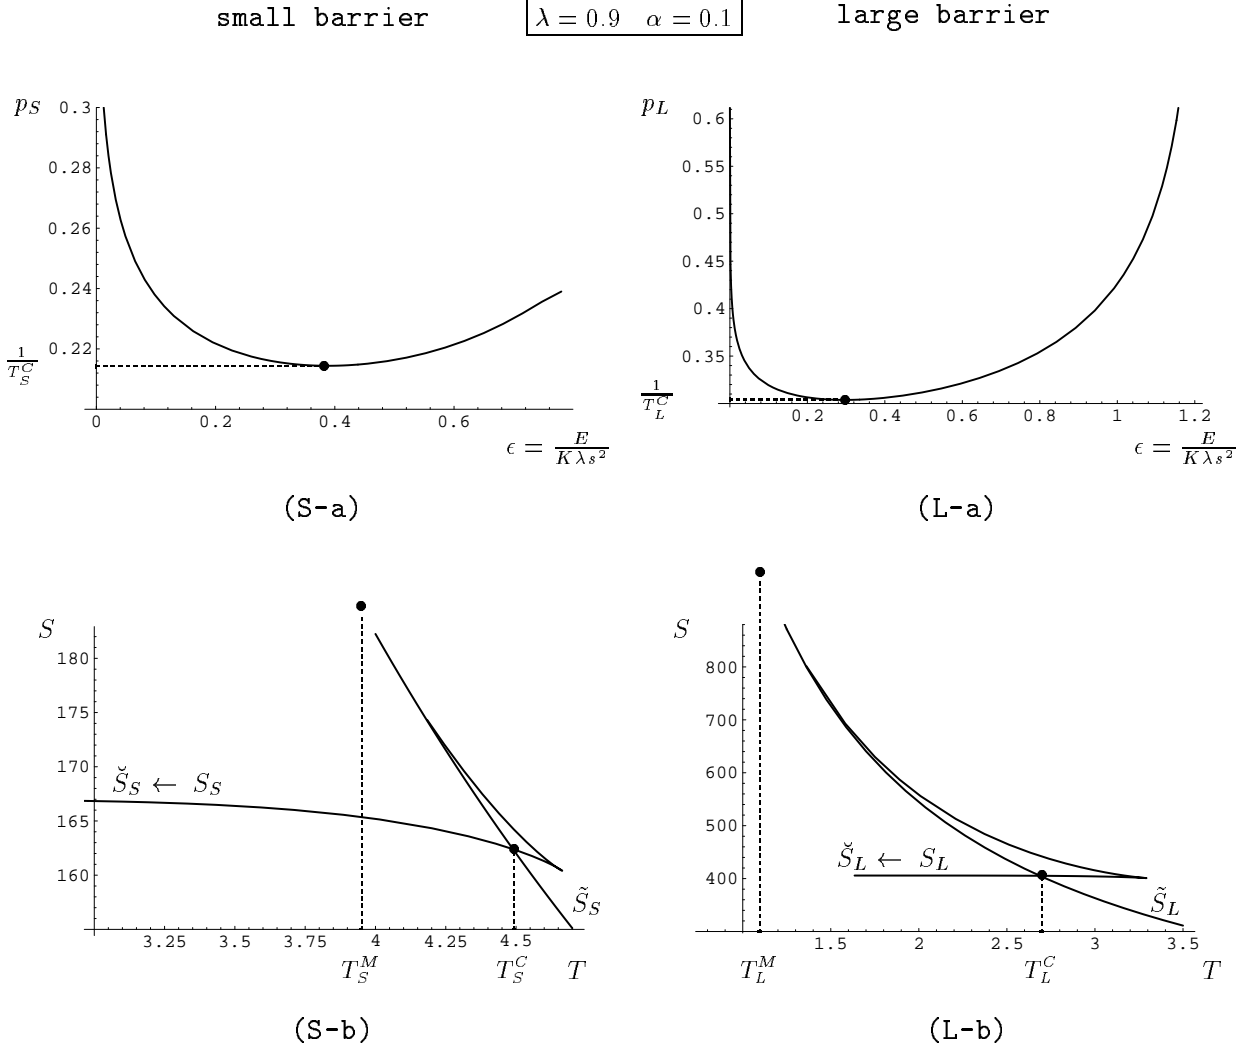 small barrier
λ = 0.9 α = 0.1
large barrier
p_S
0.3
0.28
0.26
0.24
0.22
1/T_S^C
0
0.2
0.4
0.6
ϵ = E/Kλs²
(S-a)
p_L
0.6
0.55
0.5
0.45
0.4
0.35
1/T_L^C
0.2
0.4
0.6
0.8
1
1.2
ϵ = E/Kλs²
(L-a)
S
180
175
170
165
160
S̆_S ← S_S
S̃_S
3.25
3.5
3.75
4
4.25
4.5
T_S^M
T_S^C
T
(S-b)
S
800
700
600
500
400
S̆_L ← S_L
S̃_L
1.5
2
2.5
3
3.5
T_L^M
T_L^C
T
(L-b)